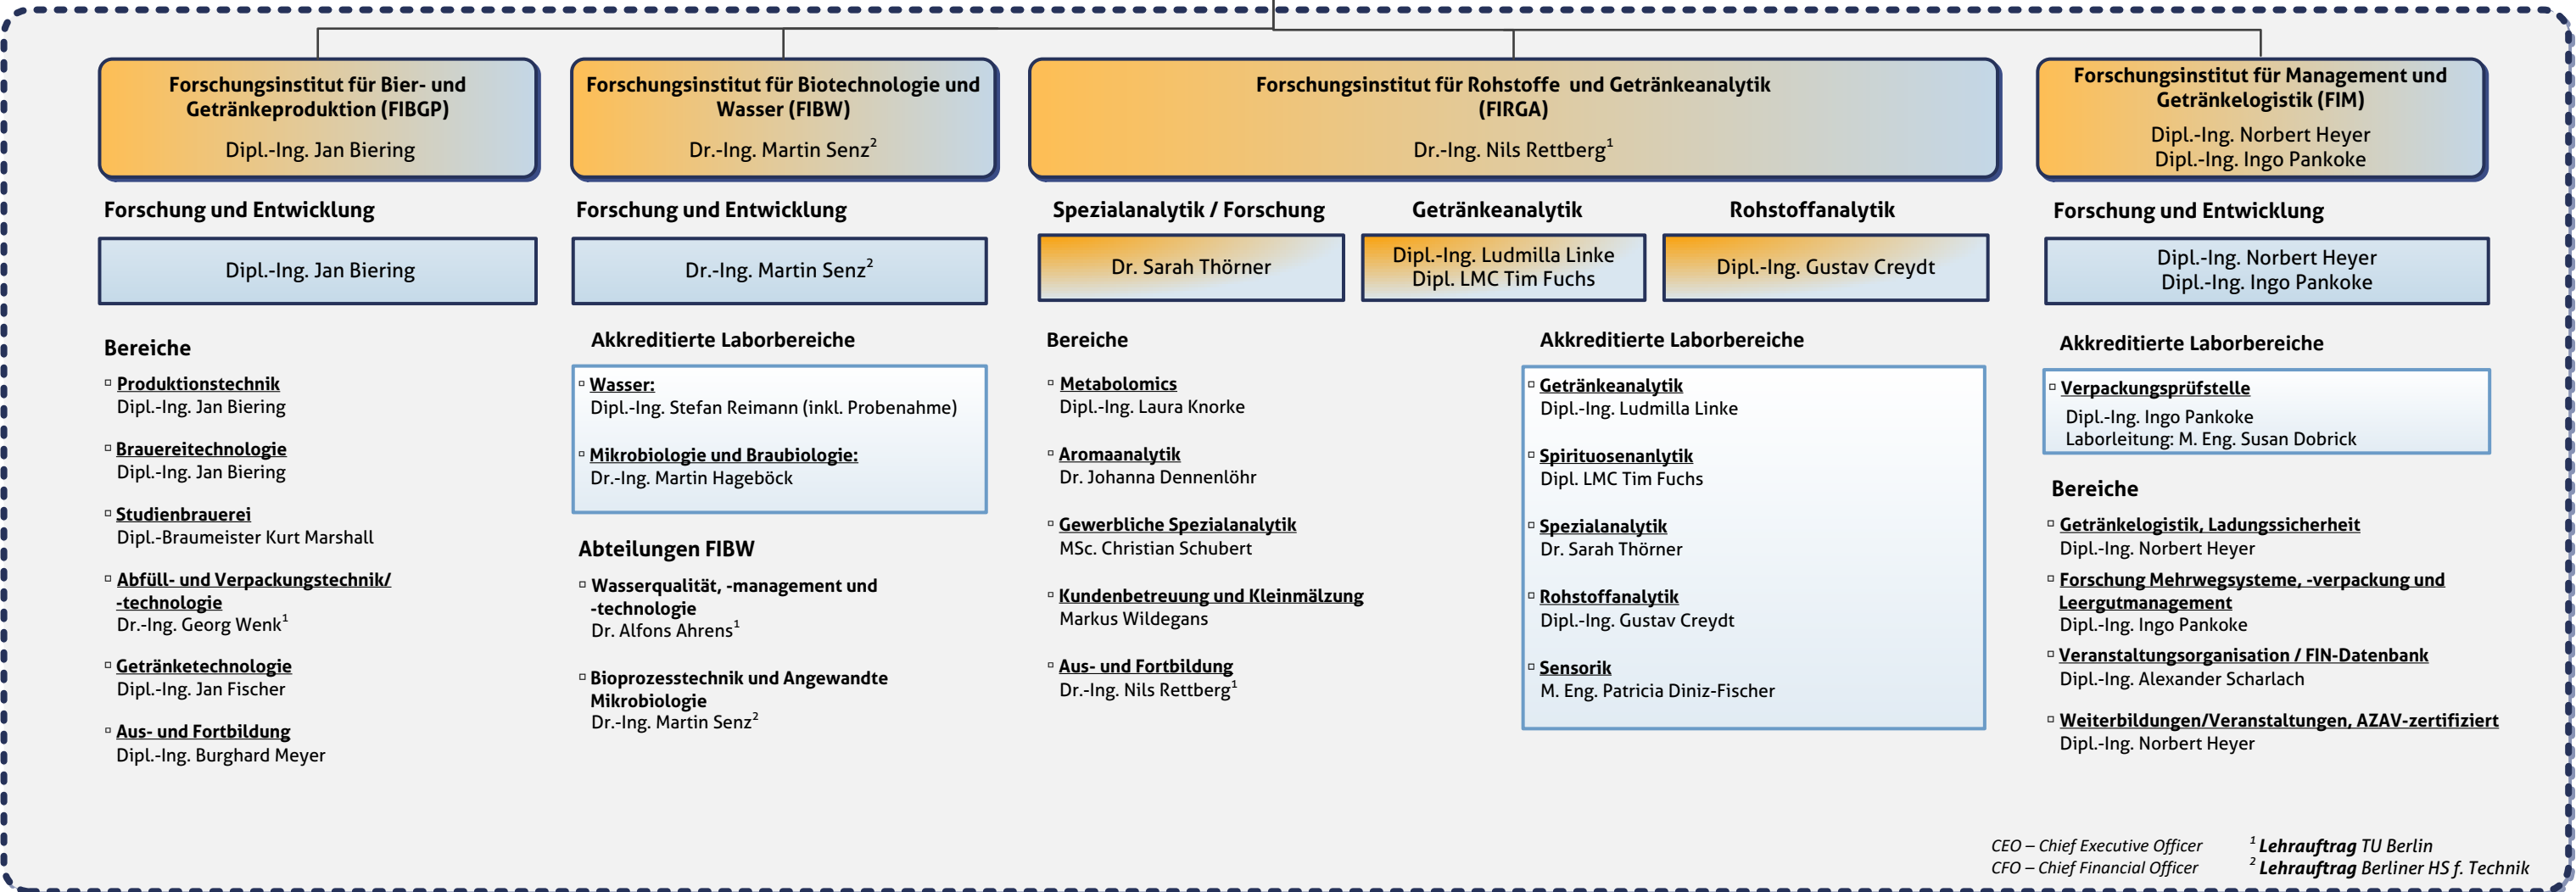 Forschungsinstitut für Bier- und
Getränkeproduktion (FIBGP)
Dipl.-Ing. Jan Biering
Forschung und Entwicklung
Dipl.-Ing. Jan Biering
Bereiche
▫ Produktionstechnik
Dipl.-Ing. Jan Biering
▫ Brauereitechnologie
Dipl.-Ing. Jan Biering
▫ Studienbrauerei
Dipl.-Braumeister Kurt Marshall
▫ Abfüll- und Verpackungstechnik/
-technologie
Dr.-Ing. Georg Wenk¹
▫ Getränketechnologie
Dipl.-Ing. Jan Fischer
▫ Aus- und Fortbildung
Dipl.-Ing. Burghard Meyer
Forschungsinstitut für Biotechnologie und
Wasser (FIBW)
Dr.-Ing. Martin Senz²
Forschung und Entwicklung
Dr.-Ing. Martin Senz²
Akkreditierte Laborbereiche
▫ Wasser:
Dipl.-Ing. Stefan Reimann (inkl. Probenahme)
▫ Mikrobiologie und Braubiologie:
Dr.-Ing. Martin Hageböck
Abteilungen FIBW
▫ Wasserqualität, -management und
-technologie
Dr. Alfons Ahrens¹
▫ Bioprozesstechnik und Angewandte
Mikrobiologie
Dr.-Ing. Martin Senz²
Forschungsinstitut für Rohstoffe und Getränkeanalytik
(FIRGA)
Dr.-Ing. Nils Rettberg¹
Spezialanalytik / Forschung
Dr. Sarah Thörner
Getränkeanalytik
Dipl.-Ing. Ludmilla Linke
Dipl. LMC Tim Fuchs
Rohstoffanalytik
Dipl.-Ing. Gustav Creydt
Bereiche
▫ Metabolomics
Dipl.-Ing. Laura Knorke
▫ Aromaanalytik
Dr. Johanna Dennenlöhr
▫ Gewerbliche Spezialanalytik
MSc. Christian Schubert
▫ Kundenbetreuung und Kleinmälzung
Markus Wildegans
▫ Aus- und Fortbildung
Dr.-Ing. Nils Rettberg¹
Akkreditierte Laborbereiche
▫ Getränkeanalytik
Dipl.-Ing. Ludmilla Linke
▫ Spirituosenanlytik
Dipl. LMC Tim Fuchs
▫ Spezialanalytik
Dr. Sarah Thörner
▫ Rohstoffanalytik
Dipl.-Ing. Gustav Creydt
▫ Sensorik
M. Eng. Patricia Diniz-Fischer
Forschungsinstitut für Management und
Getränkelogistik (FIM)
Dipl.-Ing. Norbert Heyer
Dipl.-Ing. Ingo Pankoke
Forschung und Entwicklung
Dipl.-Ing. Norbert Heyer
Dipl.-Ing. Ingo Pankoke
Akkreditierte Laborbereiche
▫ Verpackungsprüfstelle
Dipl.-Ing. Ingo Pankoke
Laborleitung: M. Eng. Susan Dobrick
Bereiche
▫ Getränkelogistik, Ladungssicherheit
Dipl.-Ing. Norbert Heyer
▫ Forschung Mehrwegsysteme, -verpackung und
Leergutmanagement
Dipl.-Ing. Ingo Pankoke
▫ Veranstaltungsorganisation / FIN-Datenbank
Dipl.-Ing. Alexander Scharlach
▫ Weiterbildungen/Veranstaltungen, AZAV-zertifiziert
Dipl.-Ing. Norbert Heyer
CEO – Chief Executive Officer
CFO – Chief Financial Officer
¹ Lehrauftrag TU Berlin
² Lehrauftrag Berliner HS f. Technik